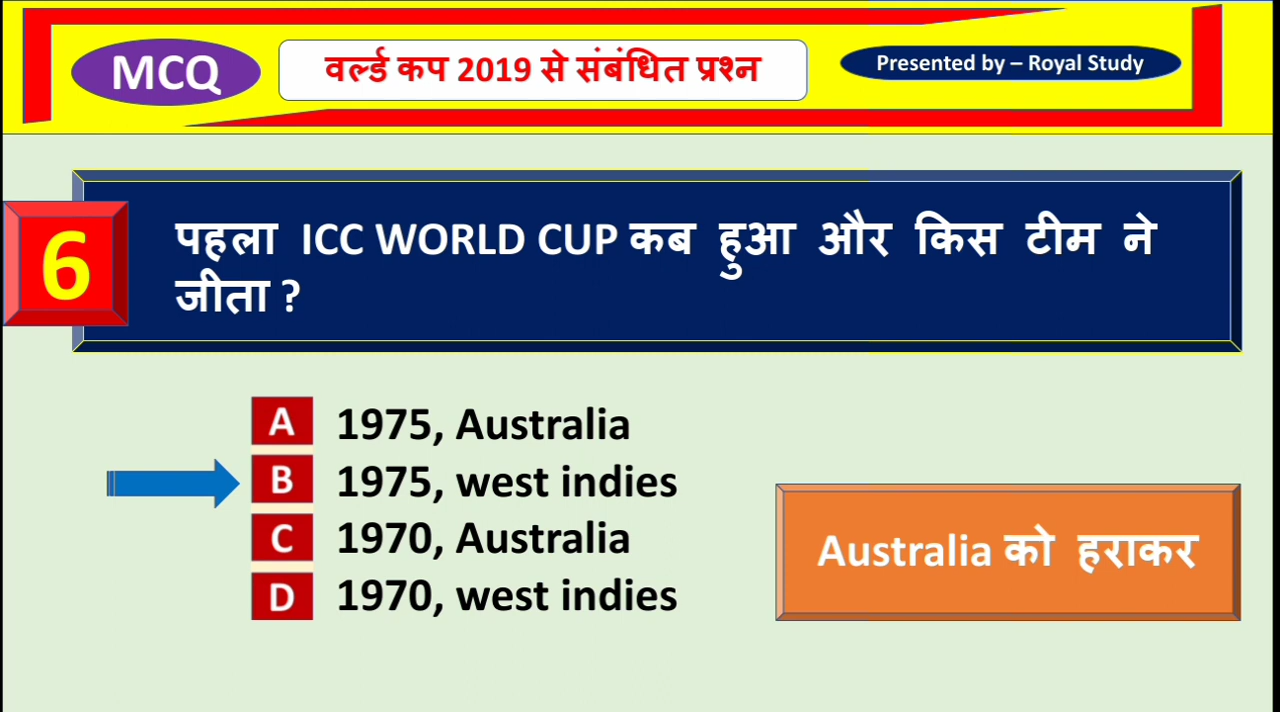 MCQ
वर्ल्ड कप 2019 से संबंधित प्रश्न
Presented by – Royal Study
6
पहला ICC WORLD CUP कब हुआ और किस टीम ने
जीता ?
A 1975, Australia
B 1975, west indies
C 1970, Australia
D 1970, west indies
Australia को हराकर